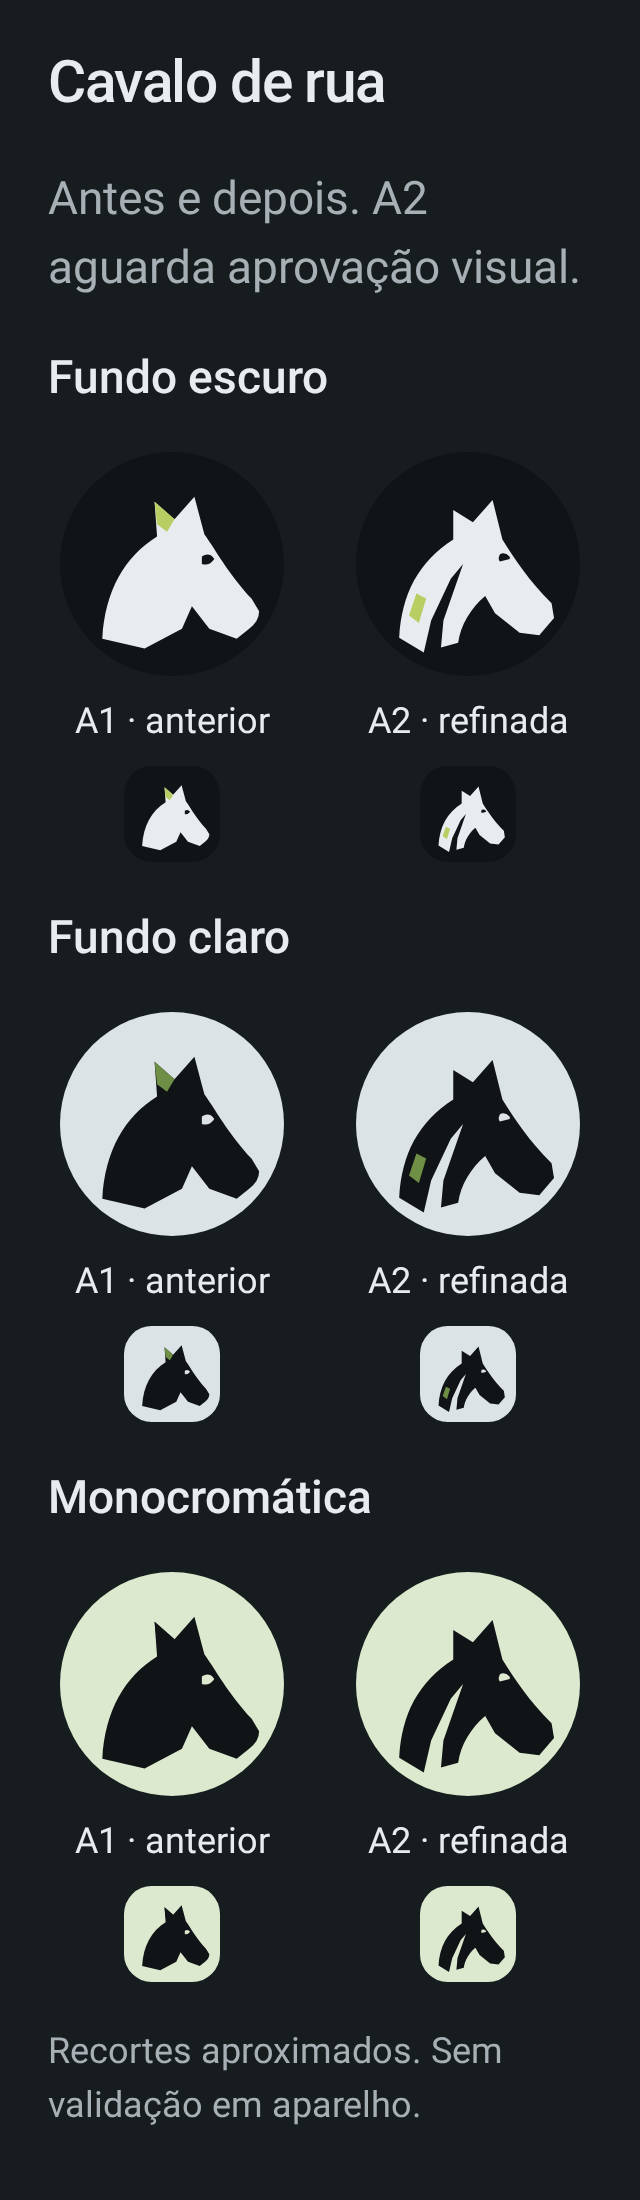 Cavalo de rua
Antes e depois. A2
aguarda aprovação visual.
Fundo escuro
A1 · anterior
A2 · refinada
Fundo claro
A1 · anterior
A2 · refinada
Monocromática
A1 · anterior
A2 · refinada
Recortes aproximados. Sem
validação em aparelho.